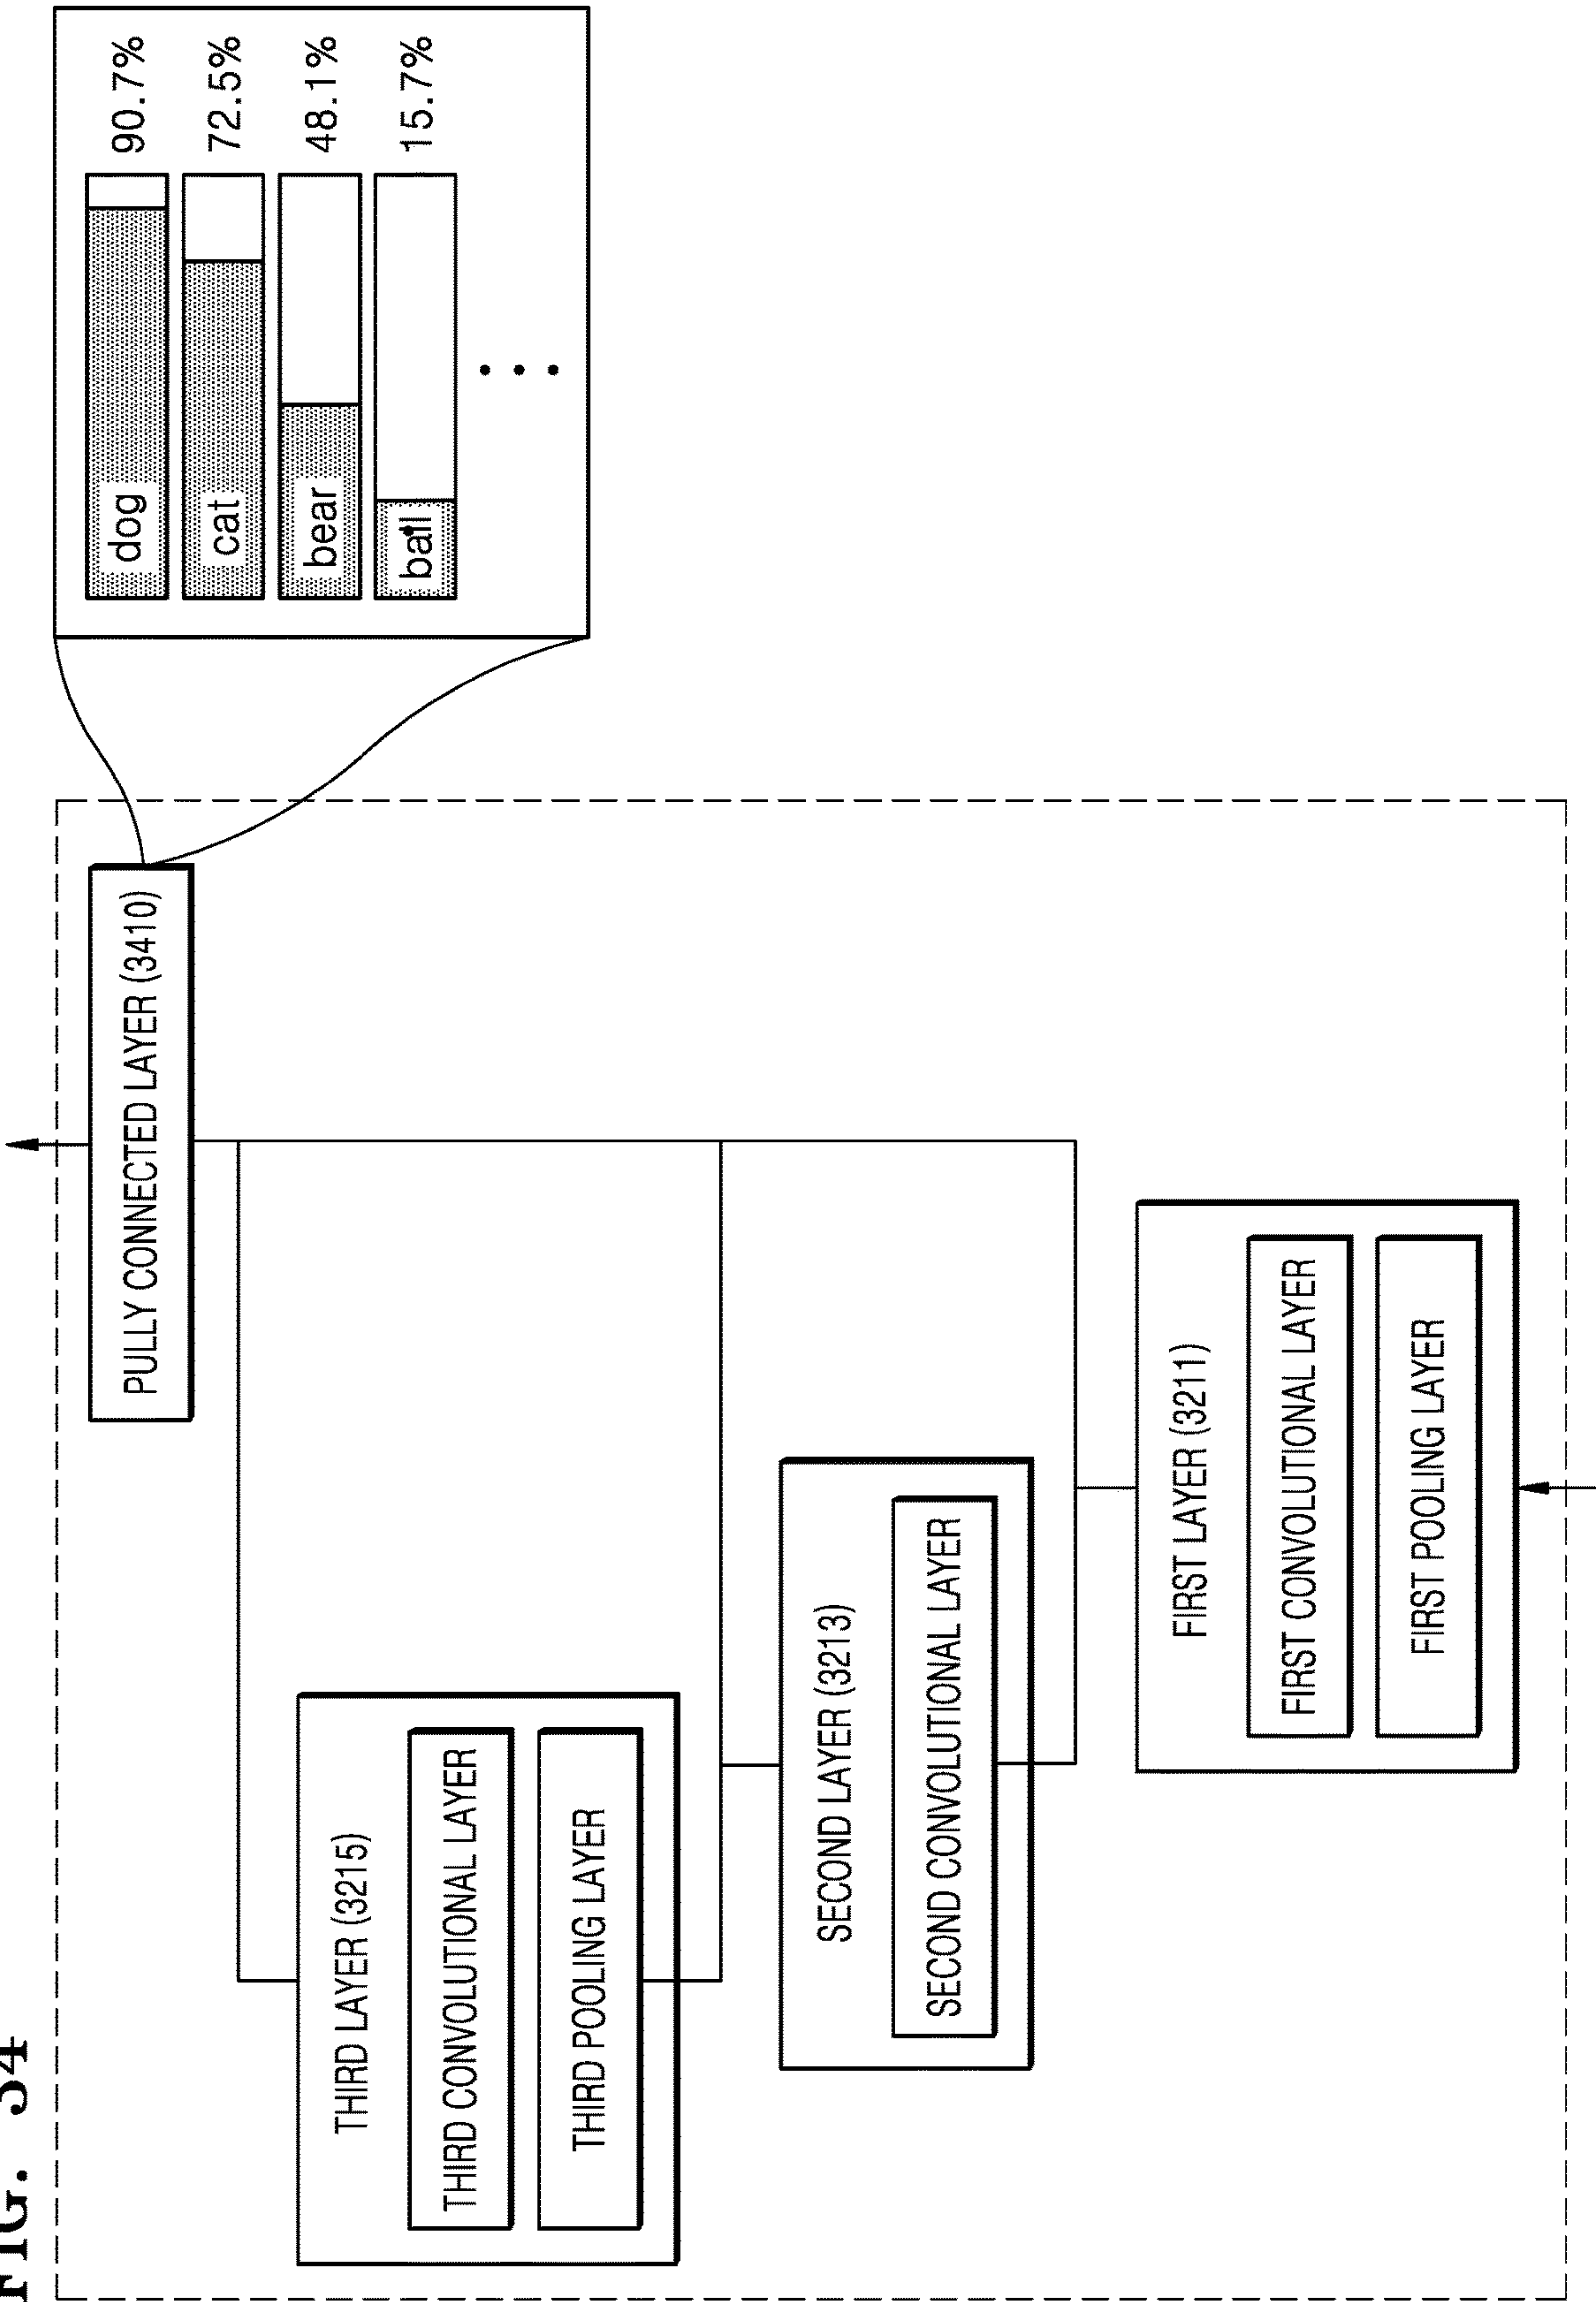 FIG. 34
PULLY CONNECTED LAYER (3410)
dog 90.7%
cat 72.5%
bear 48.1%
ball 15.7%
THIRD LAYER (3215)
THIRD CONVOLUTIONAL LAYER
THIRD POOLING LAYER
SECOND LAYER (3213)
SECOND CONVOLUTIONAL LAYER
FIRST LAYER (3211)
FIRST CONVOLUTIONAL LAYER
FIRST POOLING LAYER